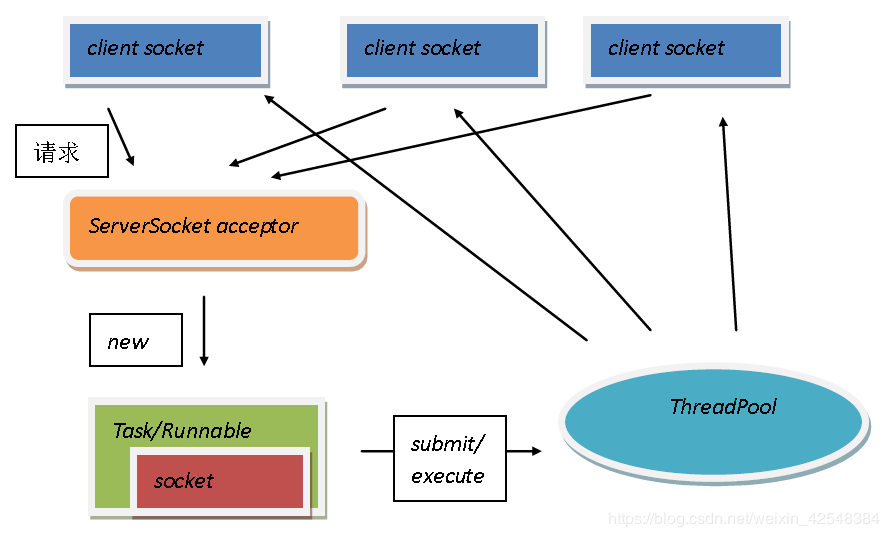 client socket
client socket
client socket
请求
ServerSocket acceptor
new
Task/Runnable
socket
submit/
execute
ThreadPool
https://blog.csdn.net/weixin_42548384